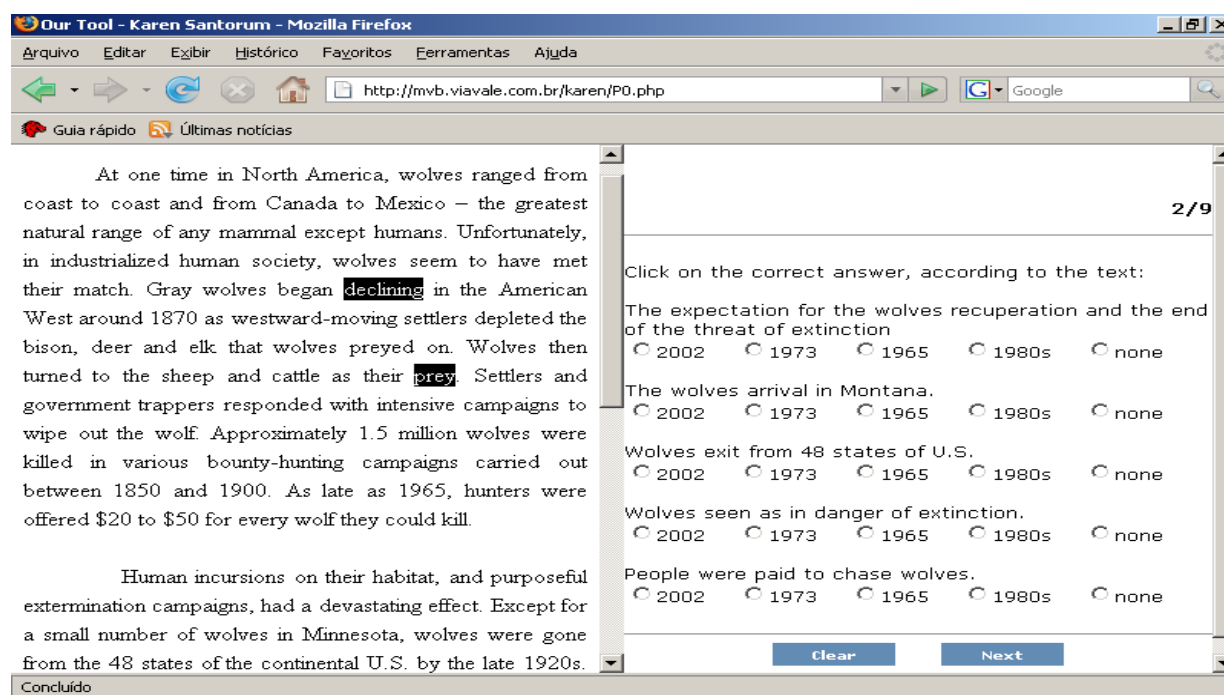 Our Tool - Karen Santorum - Mozilla Firefox
Arquivo Editar Exibir Histórico Favoritos Ferramentas Ajuda
http://mvb.viavale.com.br/karen/P0.php
G Google
Guia rápido Últimas notícias
At one time in North America, wolves ranged from
coast to coast and from Canada to Mexico – the greatest
natural range of any mammal except humans. Unfortunately,
in industrialized human society, wolves seem to have met
their match. Gray wolves began declining in the American
West around 1870 as westward-moving settlers depleted the
bison, deer and elk that wolves preyed on. Wolves then
turned to the sheep and cattle as their prey. Settlers and
government trappers responded with intensive campaigns to
wipe out the wolf. Approximately 1.5 million wolves were
killed in various bounty-hunting campaigns carried out
between 1850 and 1900. As late as 1965, hunters were
offered $20 to $50 for every wolf they could kill.
Human incursions on their habitat, and purposeful
extermination campaigns, had a devastating effect. Except for
a small number of wolves in Minnesota, wolves were gone
from the 48 states of the continental U.S. by the late 1920s.
2/9
Click on the correct answer, according to the text:
The expectation for the wolves recuperation and the end
of the threat of extinction
2002 1973 1965 1980s none
The wolves arrival in Montana.
2002 1973 1965 1980s none
Wolves exit from 48 states of U.S.
2002 1973 1965 1980s none
Wolves seen as in danger of extinction.
2002 1973 1965 1980s none
People were paid to chase wolves.
2002 1973 1965 1980s none
Clear Next
Concluído